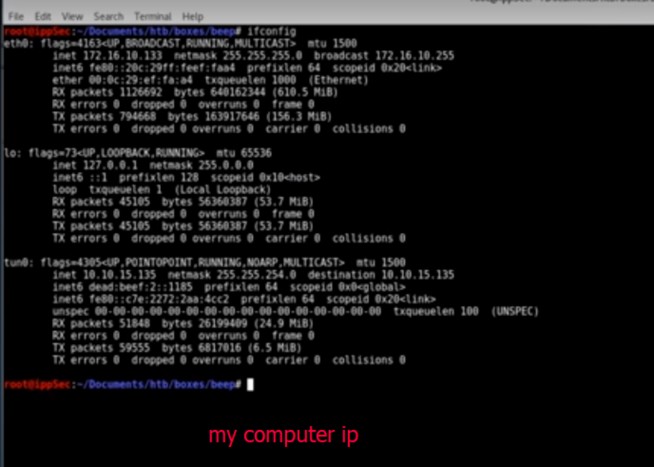 File Edit View Search Terminal Help
root@ippSec:~/Documents/htb/boxes/beep# ifconfig
eth0: flags=4163<UP,BROADCAST,RUNNING,MULTICAST> mtu 1500
inet 172.16.10.133 netmask 255.255.255.0 broadcast 172.16.10.255
inet6 fe80::20c:29ff:feef:faa4 prefixlen 64 scopeid 0x20<link>
ether 00:0c:29:ef:fa:a4 txqueuelen 1000 (Ethernet)
RX packets 1126692 bytes 640162344 (610.5 MiB)
RX errors 0 dropped 0 overruns 0 frame 0
TX packets 794668 bytes 163917646 (156.3 MiB)
TX errors 0 dropped 0 overruns 0 carrier 0 collisions 0
lo: flags=73<UP,LOOPBACK,RUNNING> mtu 65536
inet 127.0.0.1 netmask 255.0.0.0
inet6 ::1 prefixlen 128 scopeid 0x10<host>
loop txqueuelen 1 (Local Loopback)
RX packets 45105 bytes 56360387 (53.7 MiB)
RX errors 0 dropped 0 overruns 0 frame 0
TX packets 45105 bytes 56360387 (53.7 MiB)
TX errors 0 dropped 0 overruns 0 carrier 0 collisions 0
tun0: flags=4305<UP,POINTOPOINT,RUNNING,NOARP,MULTICAST> mtu 1500
inet 10.10.15.135 netmask 255.255.254.0 destination 10.10.15.135
inet6 dead:beef:2::1185 prefixlen 64 scopeid 0x0<global>
inet6 fe80::c7e:2272:2aa:4cc2 prefixlen 64 scopeid 0x20<link>
unspec 00-00-00-00-00-00-00-00-00-00-00-00-00-00-00-00 txqueuelen 100 (UNSPEC)
RX packets 51848 bytes 26199409 (24.9 MiB)
RX errors 0 dropped 0 overruns 0 frame 0
TX packets 59555 bytes 6817016 (6.5 MiB)
TX errors 0 dropped 0 overruns 0 carrier 0 collisions 0
root@ippSec:~/Documents/htb/boxes/beep#
my computer ip